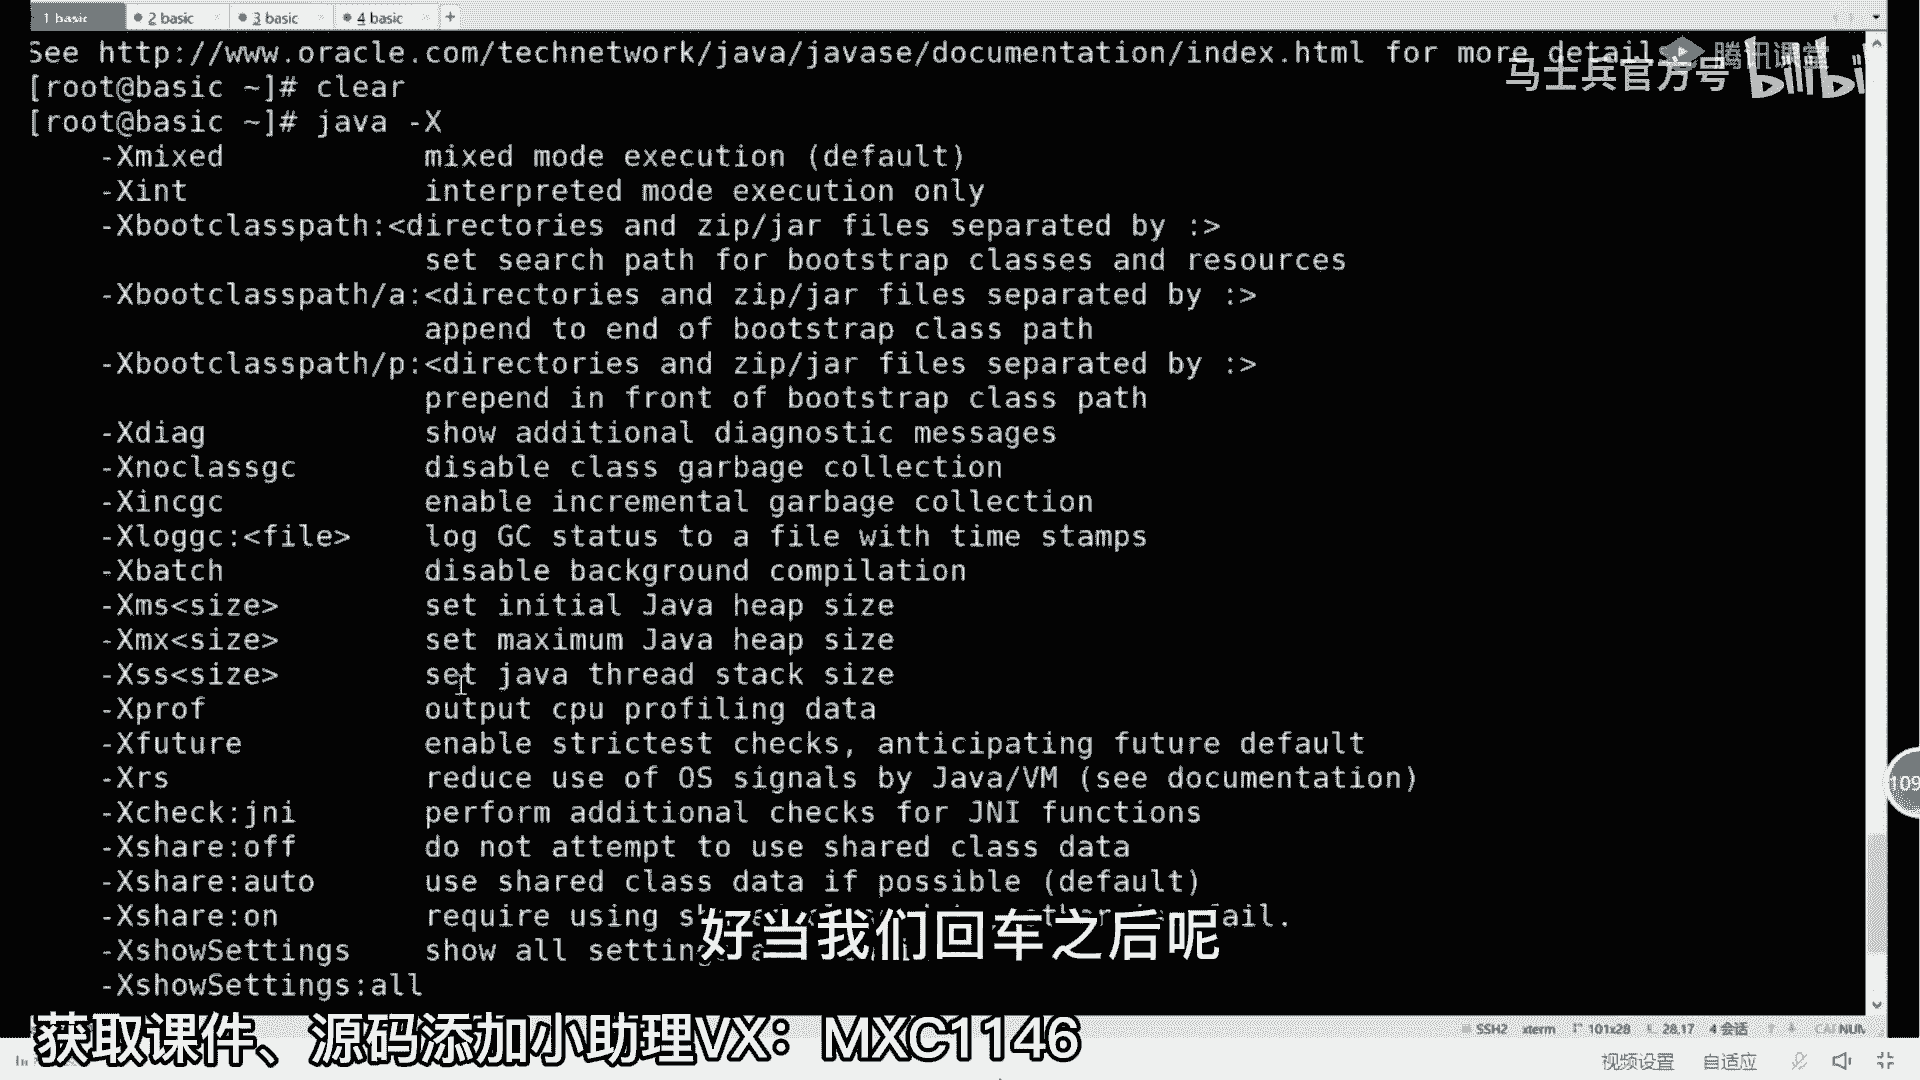 1 basic 2 basic 3 basic 4 basic +
See http://www.oracle.com/technetwork/java/javase/documentation/index.html for more detail
腾讯课堂
马士兵官方号 bilibili
[root@basic ~]# clear
[root@basic ~]# java -X
-Xmixed mixed mode execution (default)
-Xint interpreted mode execution only
-Xbootclasspath:<directories and zip/jar files separated by :>
set search path for bootstrap classes and resources
-Xbootclasspath/a:<directories and zip/jar files separated by :>
append to end of bootstrap class path
-Xbootclasspath/p:<directories and zip/jar files separated by :>
prepend in front of bootstrap class path
-Xdiag show additional diagnostic messages
-Xnoclassgc disable class garbage collection
-Xincgc enable incremental garbage collection
-Xloggc:<file> log GC status to a file with time stamps
-Xbatch disable background compilation
-Xms<size> set initial Java heap size
-Xmx<size> set maximum Java heap size
-Xss<size> set java thread stack size
-Xprof output cpu profiling data
-Xfuture enable strictest checks, anticipating future default
-Xrs reduce use of OS signals by Java/VM (see documentation)
-Xcheck:jni perform additional checks for JNI functions
-Xshare:off do not attempt to use shared class data
-Xshare:auto use shared class data if possible (default)
-Xshare:on require using fail.
-XshowSettings show all settings
好当我们回车之后呢
-XshowSettings:all
获取课件、源码添加小助理VX：MXC1146
SSH2 xterm 101x28 28,17 4 会话 CAP NUM
视频设置 自适应
109